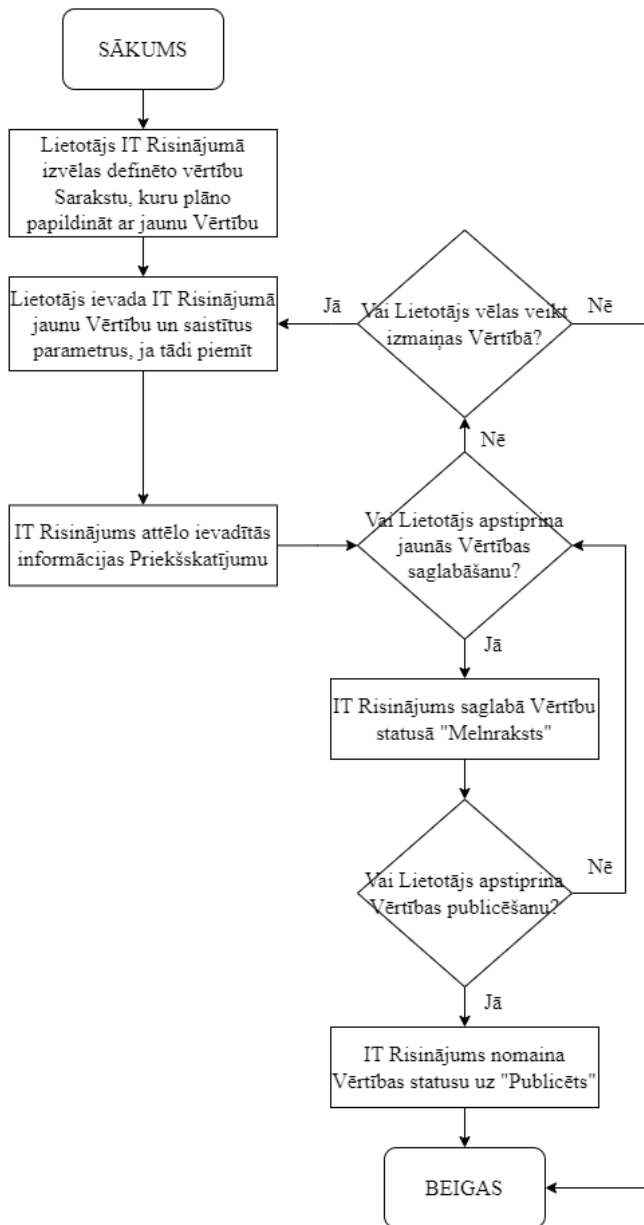 SĀKUMS
Lietotājs IT Risinājumā
izvēlas definēto vērtību
Sarakstu, kuru plāno
papildināt ar jaunu Vērtību
Lietotājs ievada IT Risinājumā
jaunu Vērtību un saistītus
parametrus, ja tādi piemīt
Jā
Vai Lietotājs vēlas veikt
izmaiņas Vērtībā?
Nē
Nē
IT Risinājums attēlo ievadītās
informācijas Priekšskatījumu
Vai Lietotājs apstiprina
jaunās Vērtības
saglabāšanu?
Jā
IT Risinājums saglabā Vērtību
statusā "Melnraksts"
Vai Lietotājs apstiprina
Vērtības publicēšanu?
Nē
Jā
IT Risinājums nomaina
Vērtības statusu uz "Publicēts"
BEIGAS